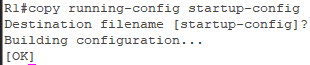 R1#copy running-config startup-config
Destination filename [startup-config]?
Building configuration...
[OK]